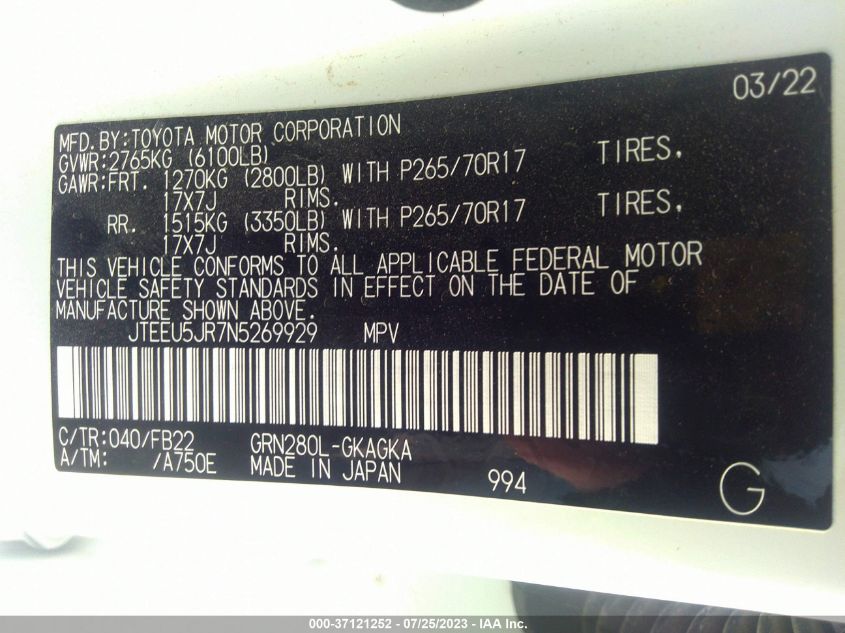 03/22
MFD.BY:TOYOTA MOTOR CORPORATION
GVWR:2765KG (6100LB)
GAWR:FRT. 1270KG (2800LB) WITH P265/70R17 TIRES,
17X7J RIMS.
RR. 1515KG (3350LB) WITH P265/70R17 TIRES,
17X7J RIMS.
THIS VEHICLE CONFORMS TO ALL APPLICABLE FEDERAL MOTOR
VEHICLE SAFETY STANDARDS IN EFFECT ON THE DATE OF
MANUFACTURE SHOWN ABOVE.
JTEEU5JR7N5269929 MPV
C/TR:040/FB22 GRN280L-GKAGKA
A/TM: /A750E MADE IN JAPAN 994
G
000-37121252 - 07/25/2023 - IAA Inc.